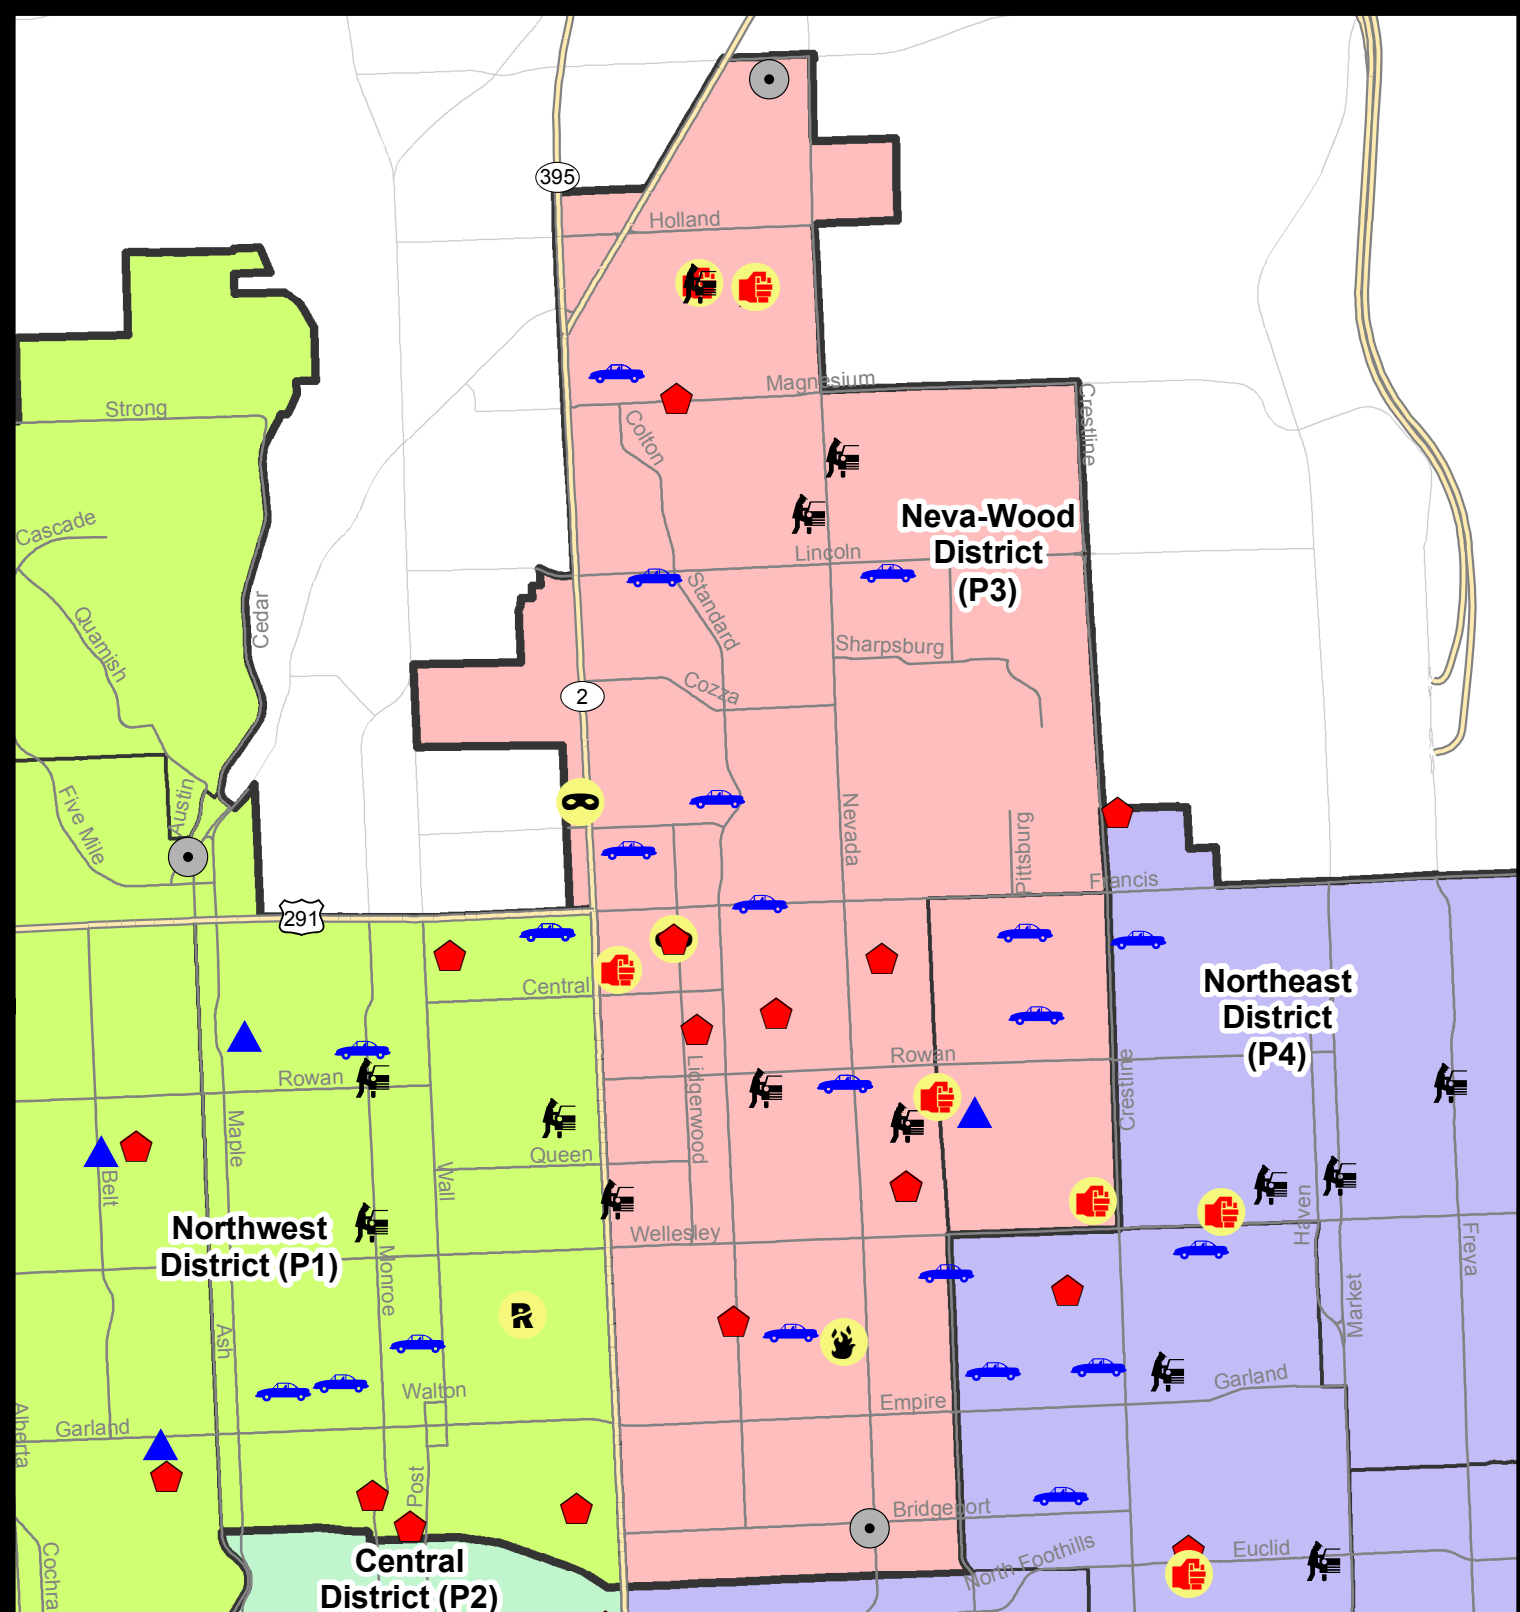 395
Holland
Magnesium
Crestline
Strong
Colton
Neva-Wood
District
(P3)
Cascade
Lincoln
Standard
Cedar
Quamish
Sharpsburg
Cozza
2
Five Mile
Austin
Nevada
Pittsburg
Francis
291
Central
Northeast
District
(P4)
Rowan
Rowan
Maple
Lidgerwood
Crestline
Queen
Belt
Wall
Haven
Northwest
District (P1)
Wellesley
Freya
Monroe
Market
Ash
Walton
Garland
Empire
Garland
Alberta
Post
Bridgeport
North Foothills
Euclid
Cochra
Central
District (P2)